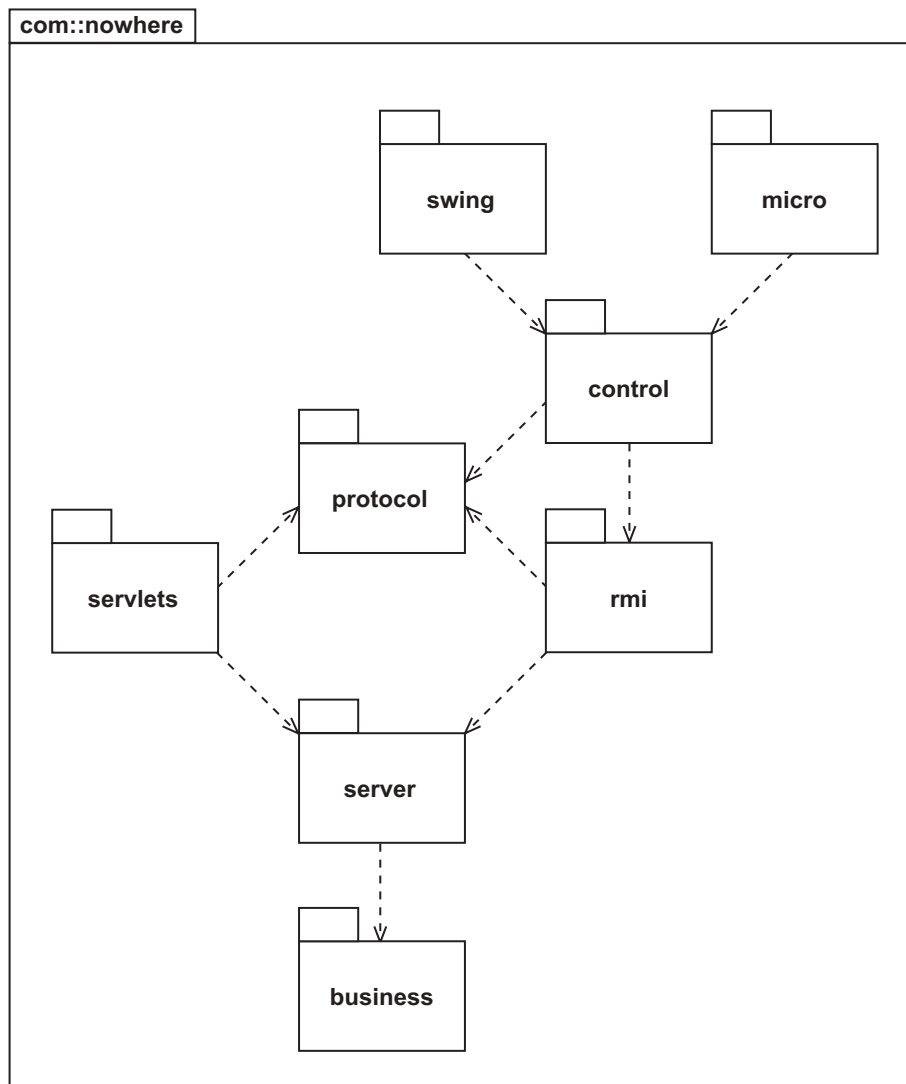 com::nowhere
swing
micro
control
protocol
servlets
rmi
server
business